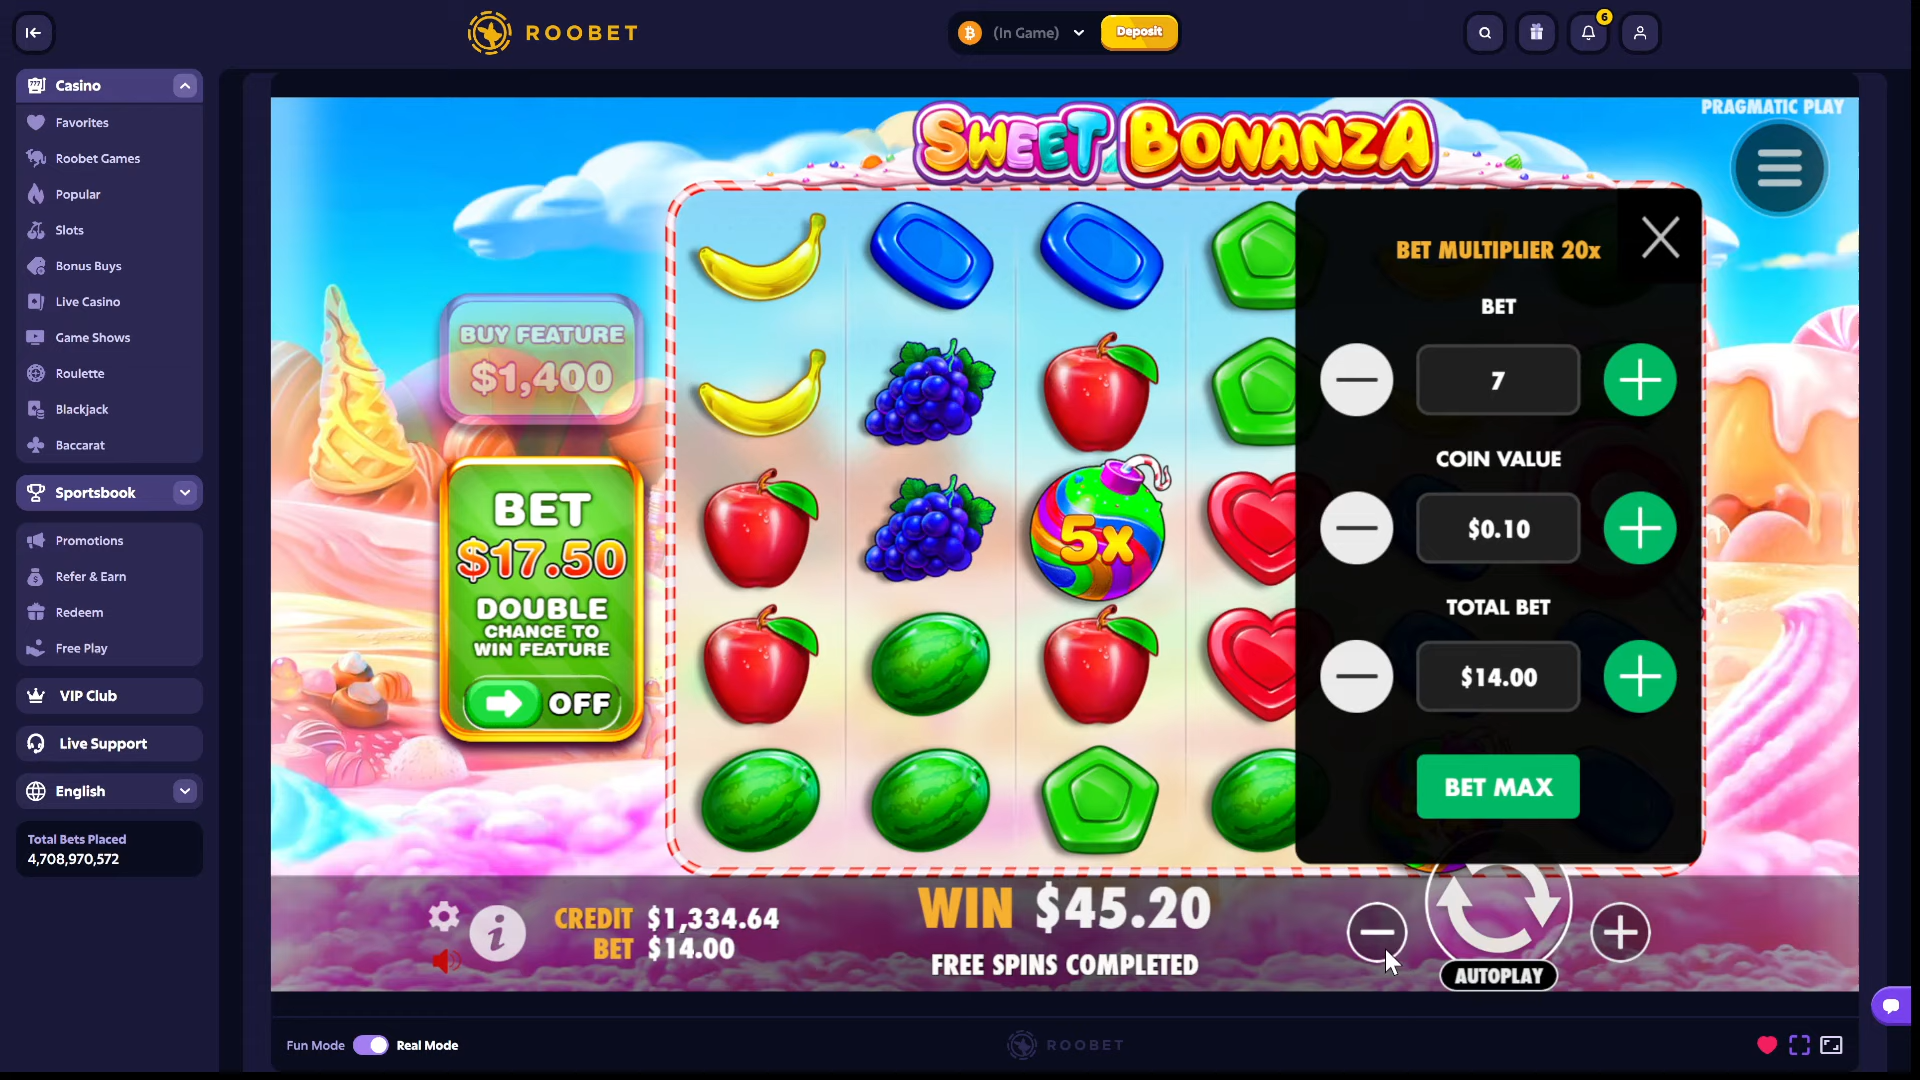 ROOBET
(In Game)
Deposit
6
Casino
Favorites
Roobet Games
Popular
Slots
Bonus Buys
Live Casino
Game Shows
Roulette
Blackjack
Baccarat
Sportsbook
Promotions
Refer & Earn
Redeem
Free Play
VIP Club
Live Support
English
Total Bets Placed
4,708,970,572
PRAGMATIC PLAY
SWEET BONANZA
BUY FEATURE
$1,400
BET
$17.50
DOUBLE
CHANCE TO
WIN FEATURE
OFF
5x
BET MULTIPLIER 20x
BET
7
COIN VALUE
$0.10
TOTAL BET
$14.00
BET MAX
CREDIT $1,334.64
BET $14.00
WIN $45.20
FREE SPINS COMPLETED
AUTOPLAY
Fun Mode
Real Mode
ROOBET